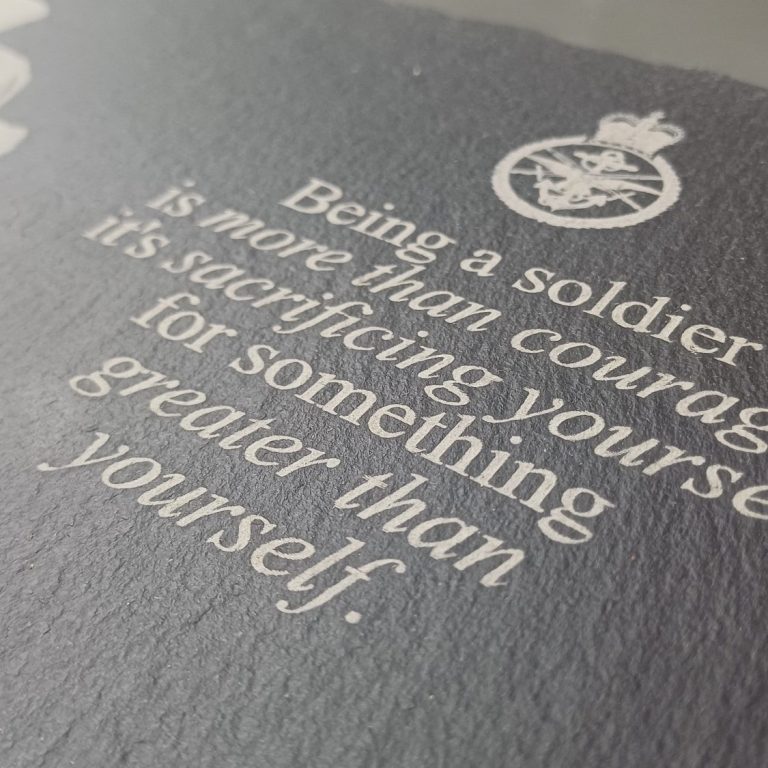 Being a soldier
is more than courag
it's sacrificing yourse
for something
greater than
yourself.